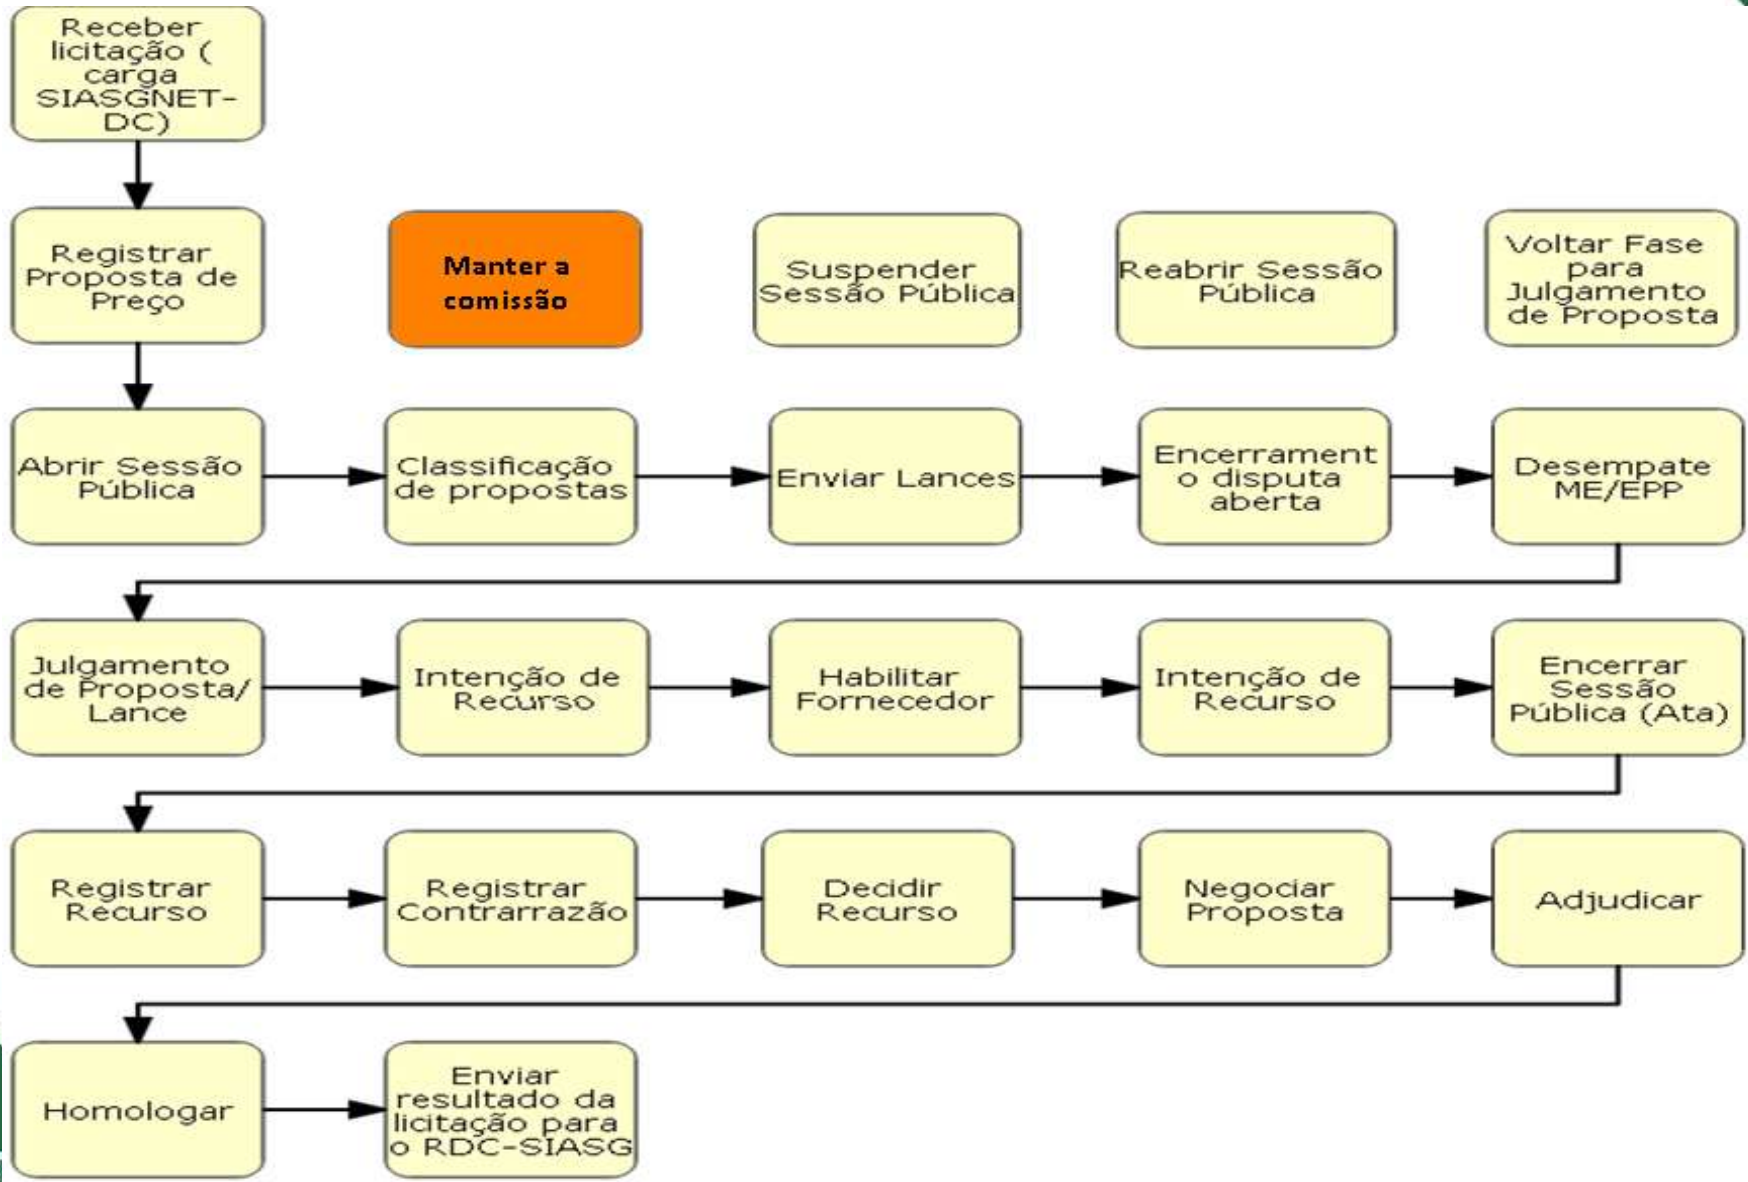 Receber
licitação (
carga
SIASGNET-
DC)
Registrar
Proposta de
Preço
Manter a
comissão
Suspender
Sessão Pública
Reabrir Sessão
Pública
Voltar Fase
para
Julgamento
de Proposta
Abrir Sessão
Pública
Classificação
de propostas
Enviar Lances
Encerrament
o disputa
aberta
Desempate
ME/EPP
Julgamento
de Proposta/
Lance
Intenção de
Recurso
Habilitar
Fornecedor
Intenção de
Recurso
Encerrar
Sessão
Pública (Ata)
Registrar
Recurso
Registrar
Contrarrazão
Decidir
Recurso
Negociar
Proposta
Adjudicar
Homologar
Enviar
resultado da
licitação para
o RDC-SIASG